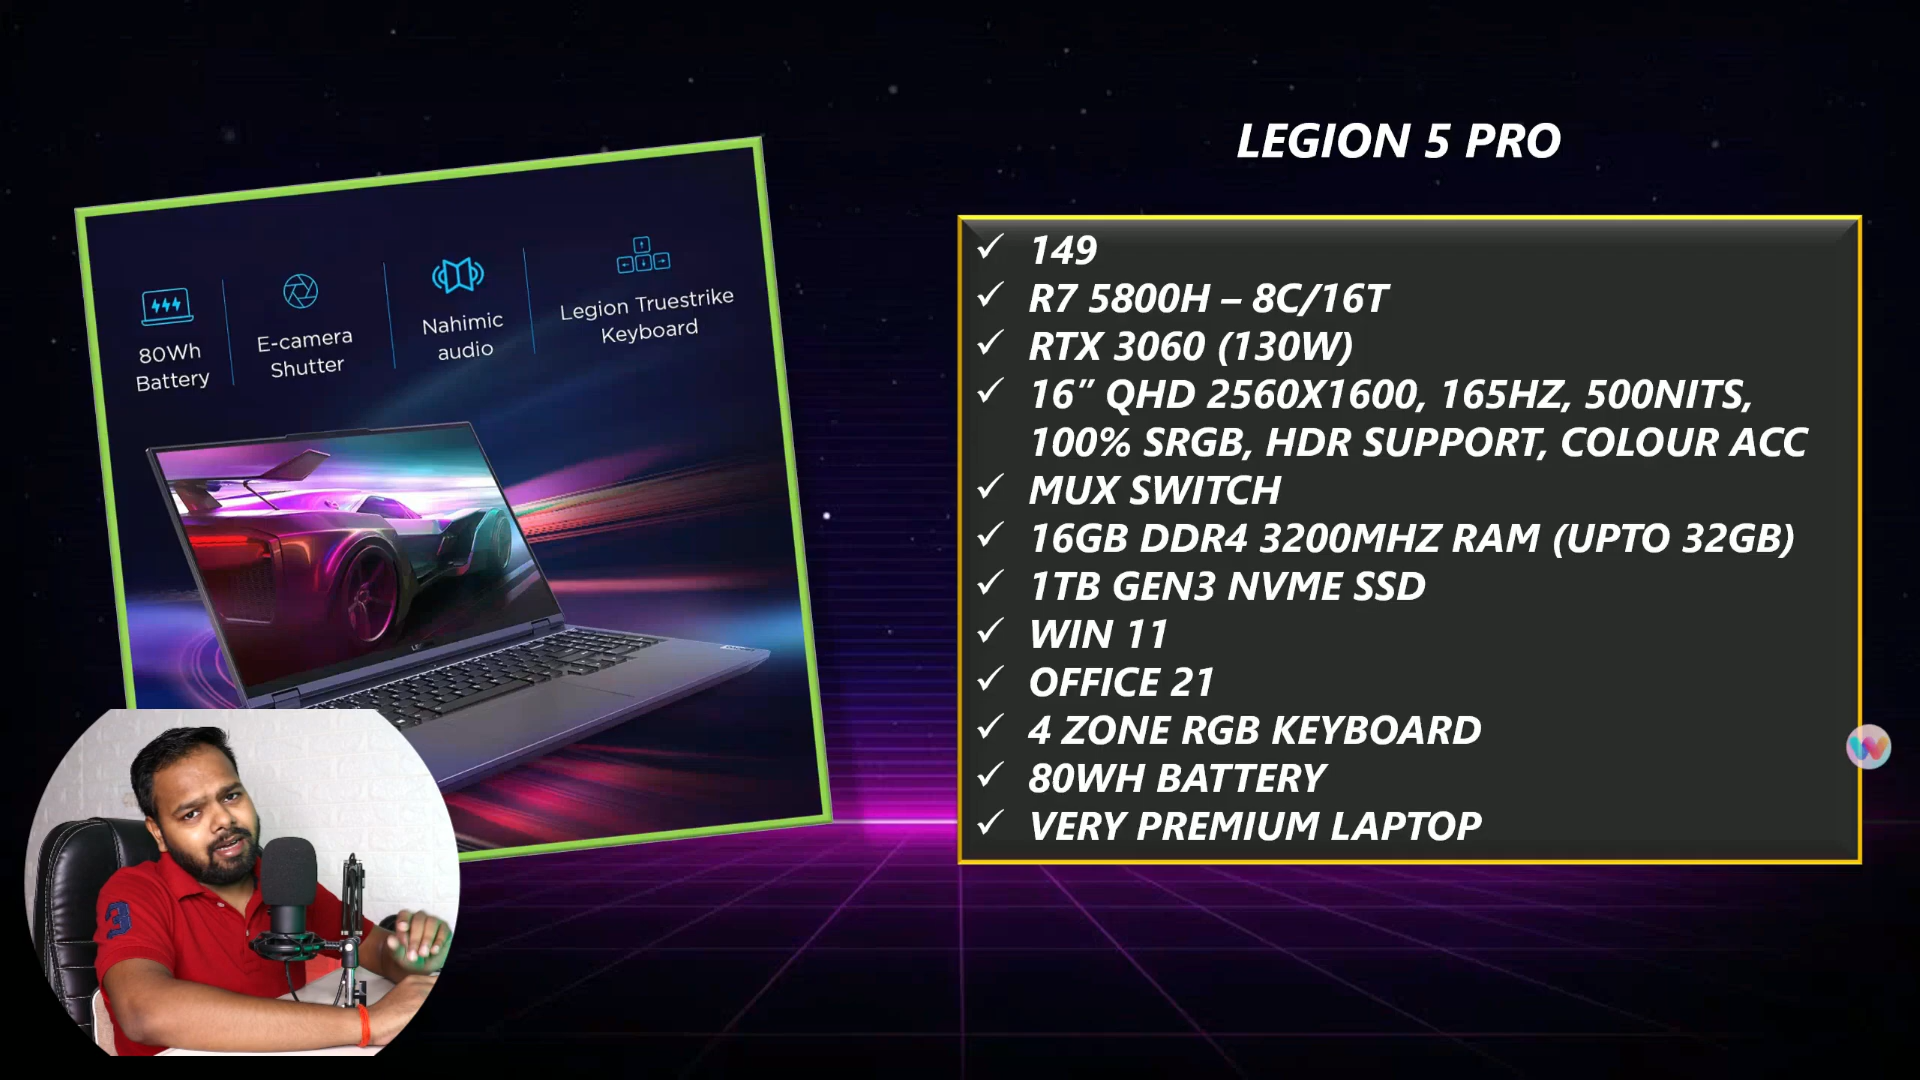 LEGION 5 PRO
80Wh
Battery
E-camera
Shutter
Nahimic
audio
Legion Truestrike
Keyboard
✓ 149
✓ R7 5800H – 8C/16T
✓ RTX 3060 (130W)
✓ 16” QHD 2560X1600, 165HZ, 500NITS,
100% SRGB, HDR SUPPORT, COLOUR ACC
✓ MUX SWITCH
✓ 16GB DDR4 3200MHZ RAM (UPTO 32GB)
✓ 1TB GEN3 NVME SSD
✓ WIN 11
✓ OFFICE 21
✓ 4 ZONE RGB KEYBOARD
✓ 80WH BATTERY
✓ VERY PREMIUM LAPTOP
3
W